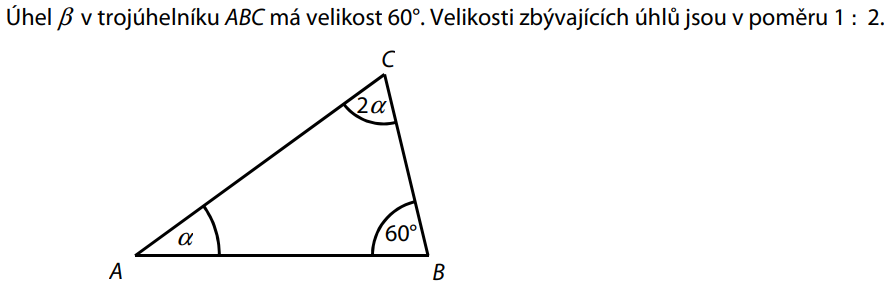 Úhel β v trojúhelníku ABC má velikost 60°. Velikosti zbývajících úhlů jsou v poměru 1 : 2.
C
2α
α
60°
A
B